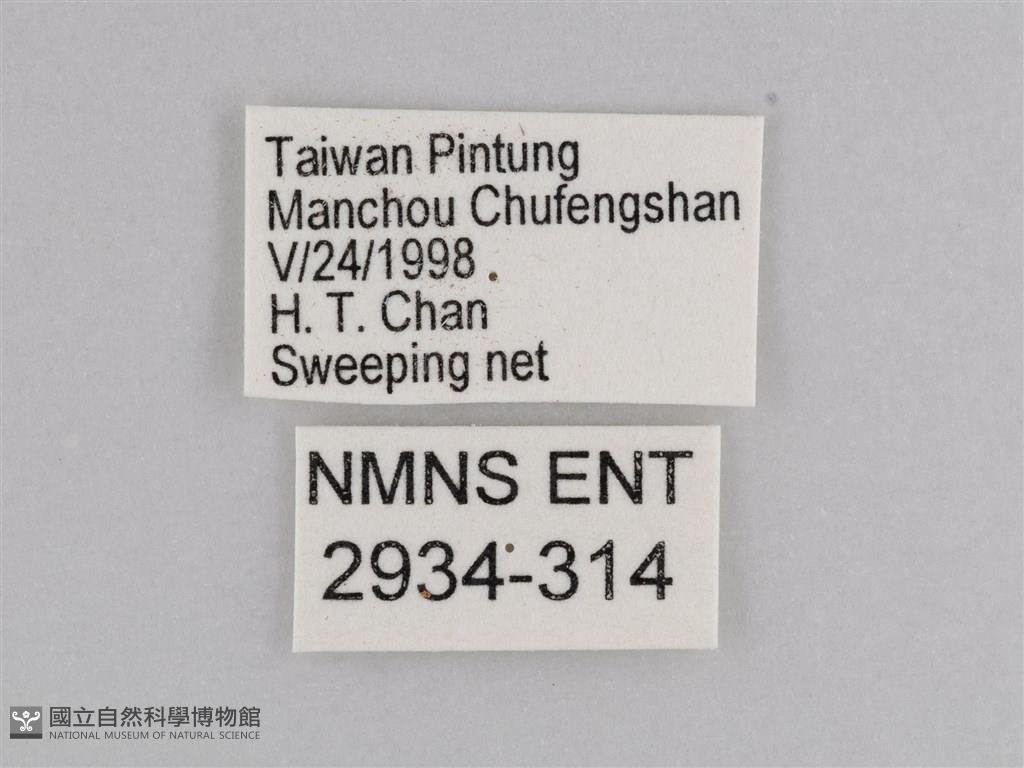 Taiwan Pintung
Manchou Chufengshan
V/24/1998
H. T. Chan
Sweeping net
NMNS ENT
2934-314
國立自然科學博物館
NATIONAL MUSEUM OF NATURAL SCIENCE